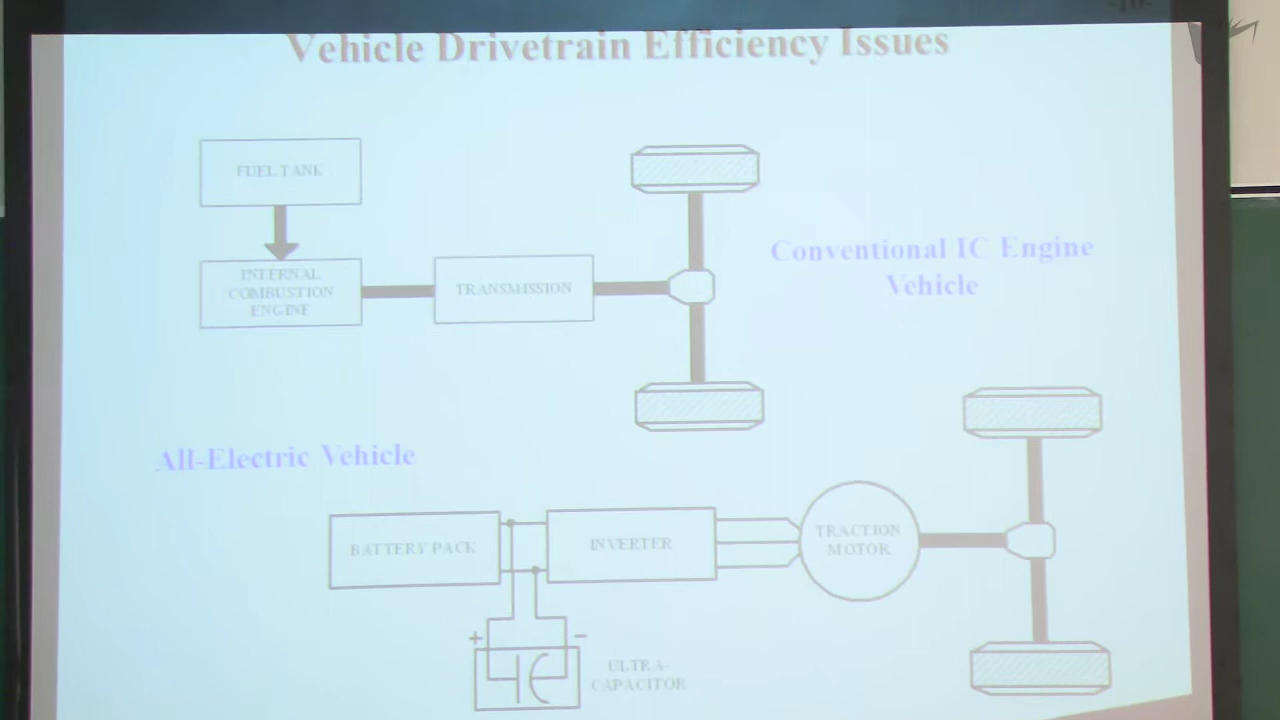 -10-
Vehicle Drivetrain Efficiency Issues
FUEL TANK
INTERNAL
COMBUSTION
ENGINE
TRANSMISSION
Conventional IC Engine
Vehicle
All-Electric Vehicle
BATTERY PACK
INVERTER
TRACTION
MOTOR
+
−
ULTRA-
CAPACITOR